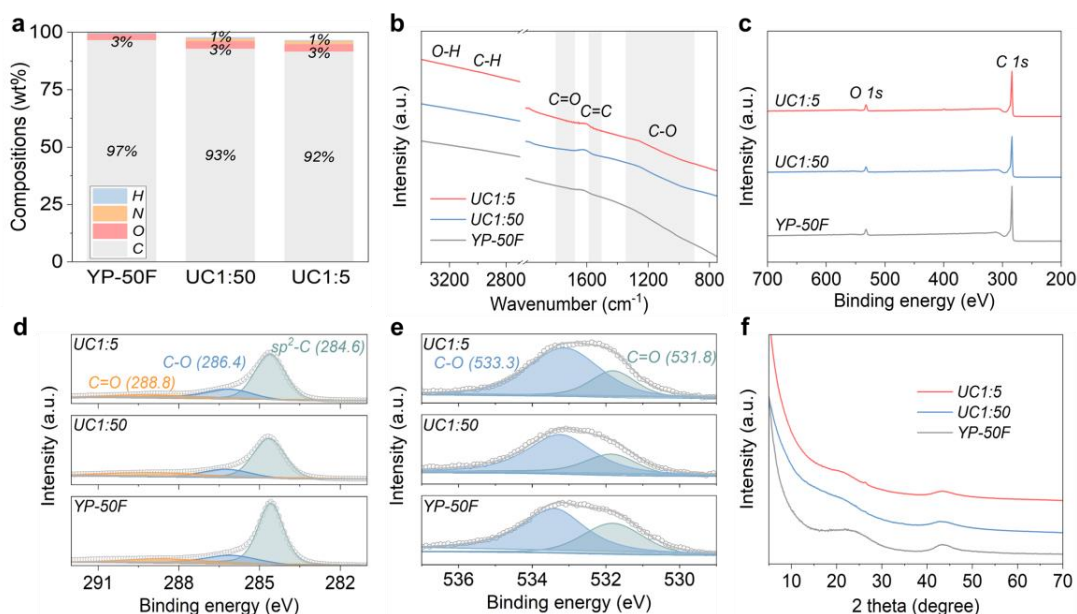 a
Compositions (wt%)
100
75
50
25
0
3%
1%
3%
1%
3%
97%
93%
92%
H
N
O
C
YP-50F
UC1:50
UC1:5
b
Intensity (a.u.)
O-H
C-H
C=O
C=C
C-O
UC1:5
UC1:50
YP-50F
3200
2800
2000
1600
1200
800
Wavenumber (cm⁻¹)
c
Intensity (a.u.)
C 1s
O 1s
UC1:5
UC1:50
YP-50F
700
600
500
400
300
200
Binding energy (eV)
d
Intensity (a.u.)
UC1:5
sp²-C (284.6)
C-O (286.4)
C=O (288.8)
UC1:50
YP-50F
291
288
285
282
Binding energy (eV)
e
Intensity (a.u.)
UC1:5
C-O (533.3)
C=O (531.8)
UC1:50
YP-50F
536
534
532
530
Binding energy (eV)
f
Intensity (a.u.)
UC1:5
UC1:50
YP-50F
10
20
30
40
50
60
70
2 theta (degree)